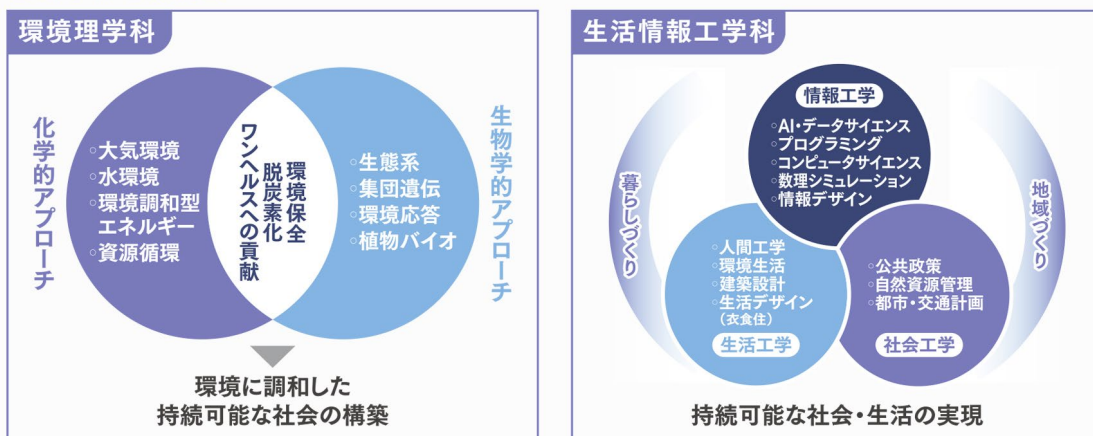 環境理学科
化学的アプローチ
◦大気環境
◦水環境
◦環境調和型
エネルギー
◦資源循環
環境保全
脱炭素化
ワンヘルスへの貢献
◦生態系
◦集団遺伝
◦環境応答
◦植物バイオ
生物学的アプローチ
環境に調和した
持続可能な社会の構築
生活情報工学科
情報工学
◦AI・データサイエンス
◦プログラミング
◦コンピュータサイエンス
◦数理シミュレーション
◦情報デザイン
暮らしづくり
地域づくり
◦人間工学
◦環境生活
◦建築設計
◦生活デザイン
（衣食住）
生活工学
◦公共政策
◦自然資源管理
◦都市・交通計画
社会工学
持続可能な社会・生活の実現